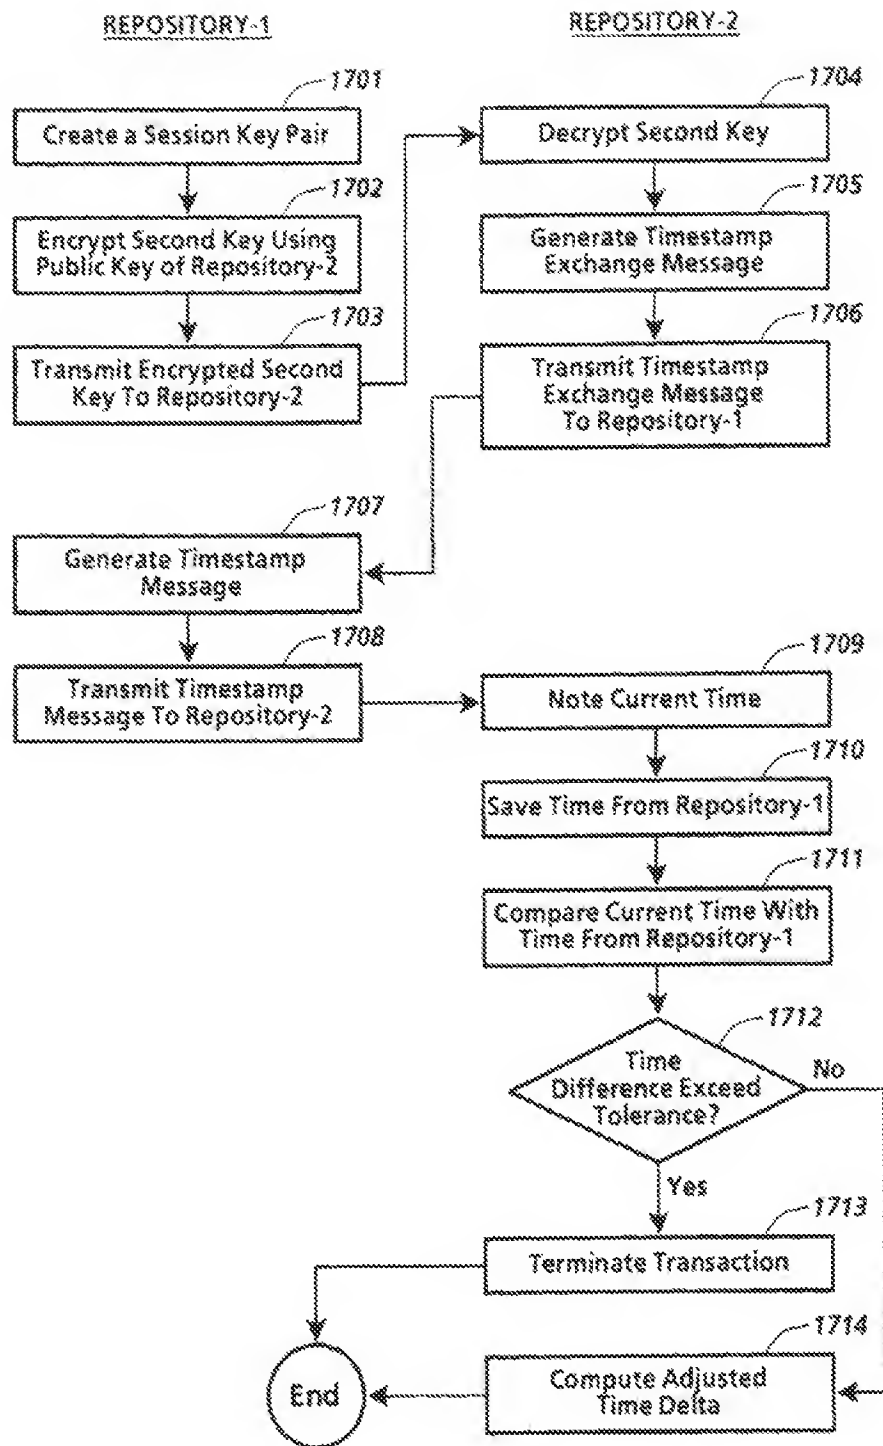 REPOSITORY-1
REPOSITORY-2
1701
Create a Session Key Pair
1702
Encrypt Second Key Using
Public Key of Repository-2
1703
Transmit Encrypted Second
Key To Repository-2
1704
Decrypt Second Key
1705
Generate Timestamp
Exchange Message
1706
Transmit Timestamp
Exchange Message
To Repository-1
1707
Generate Timestamp
Message
1708
Transmit Timestamp
Message To Repository-2
1709
Note Current Time
1710
Save Time From Repository-1
1711
Compare Current Time With
Time From Repository-1
1712
Time
Difference Exceed
Tolerance?
No
Yes
1713
Terminate Transaction
1714
Compute Adjusted
Time Delta
End